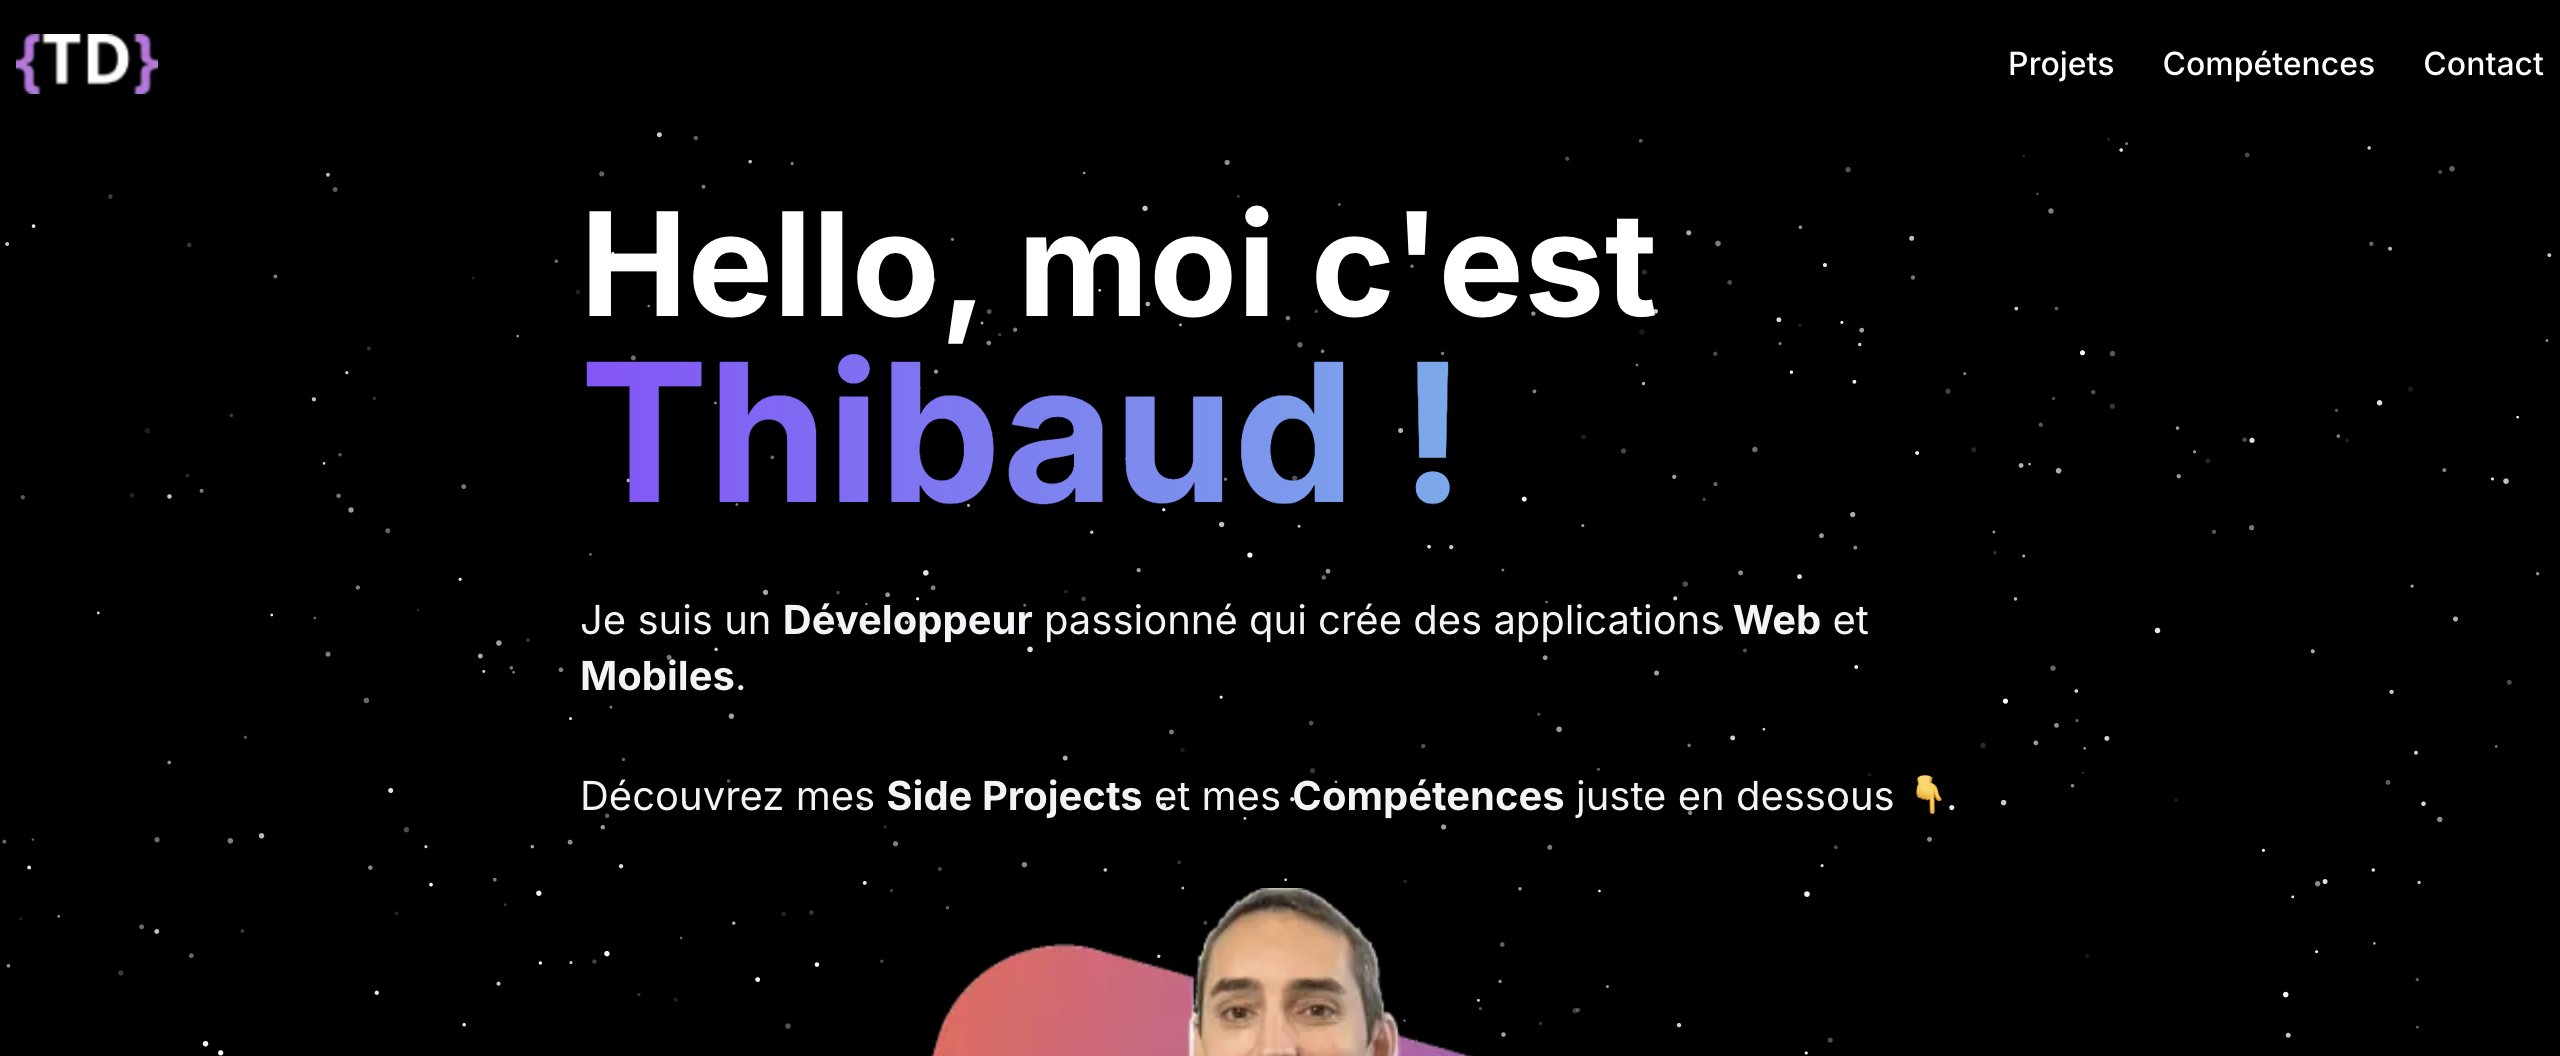 {TD}
Projets Compétences Contact
Hello, moi c'est
Thibaud !
Je suis un Développeur passionné qui crée des applications Web et
Mobiles.
Découvrez mes Side Projects et mes Compétences juste en dessous 👇.